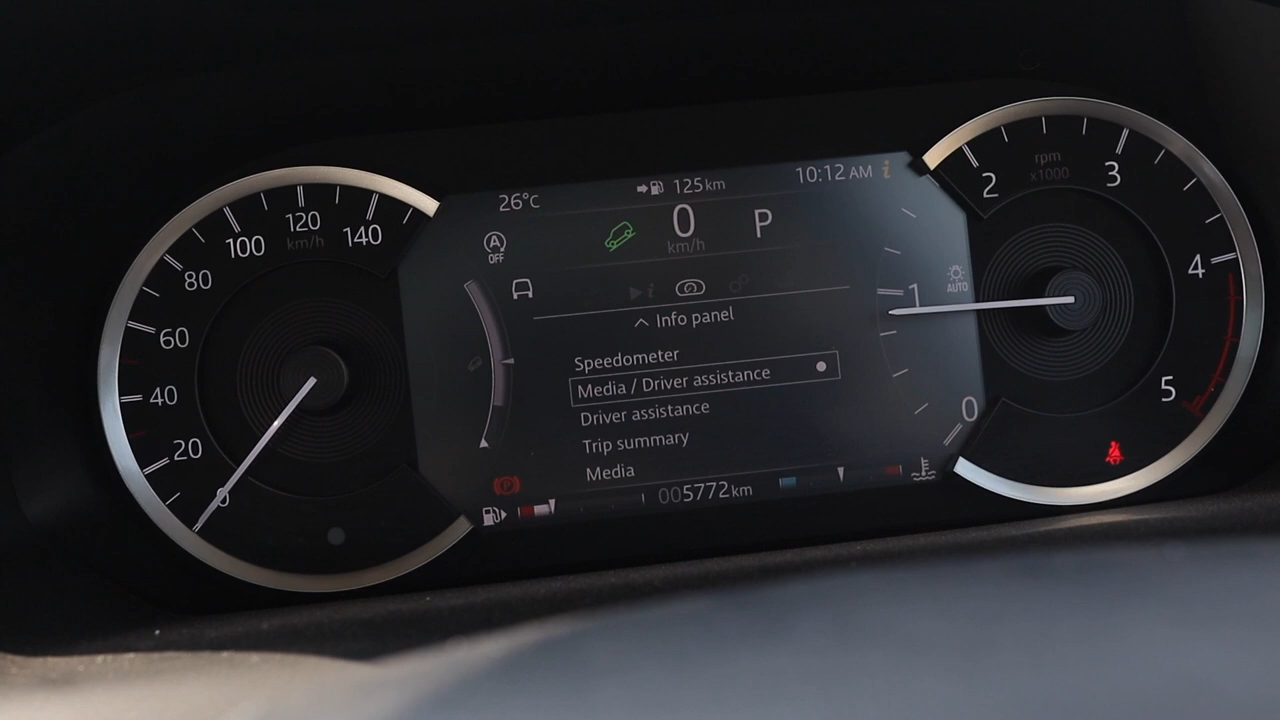 26°C
125km
10:12 AM
i
A
OFF
0
km/h
P
Info panel
Speedometer
Media / Driver assistance
Driver assistance
Trip summary
Media
P
005772km
0
20
40
60
80
100
120
km/h
140
0
1
2
3
4
5
rpm
x1000
AUTO